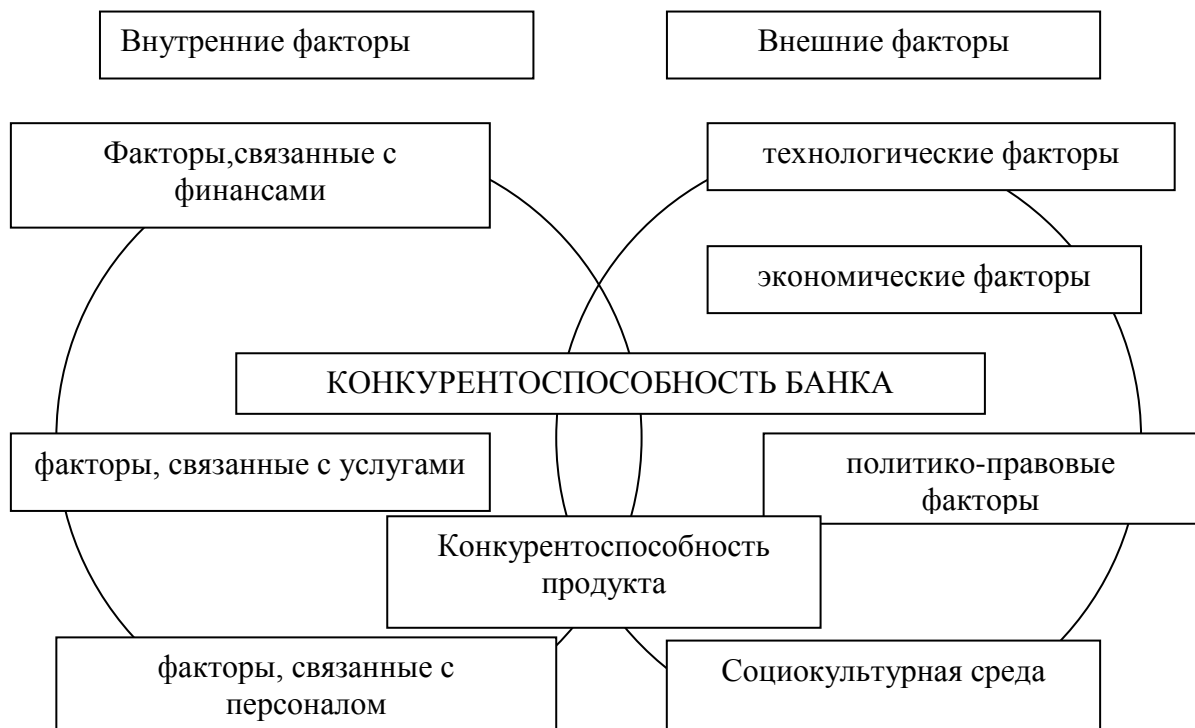 Внутренние факторы
Внешние факторы
Факторы,связанные с
финансами
технологические факторы
экономические факторы
КОНКУРЕНТОСПОСОБНОСТЬ БАНКА
факторы, связанные с услугами
политико-правовые
факторы
Конкурентоспособность
продукта
факторы, связанные с
персоналом
Социокультурная среда